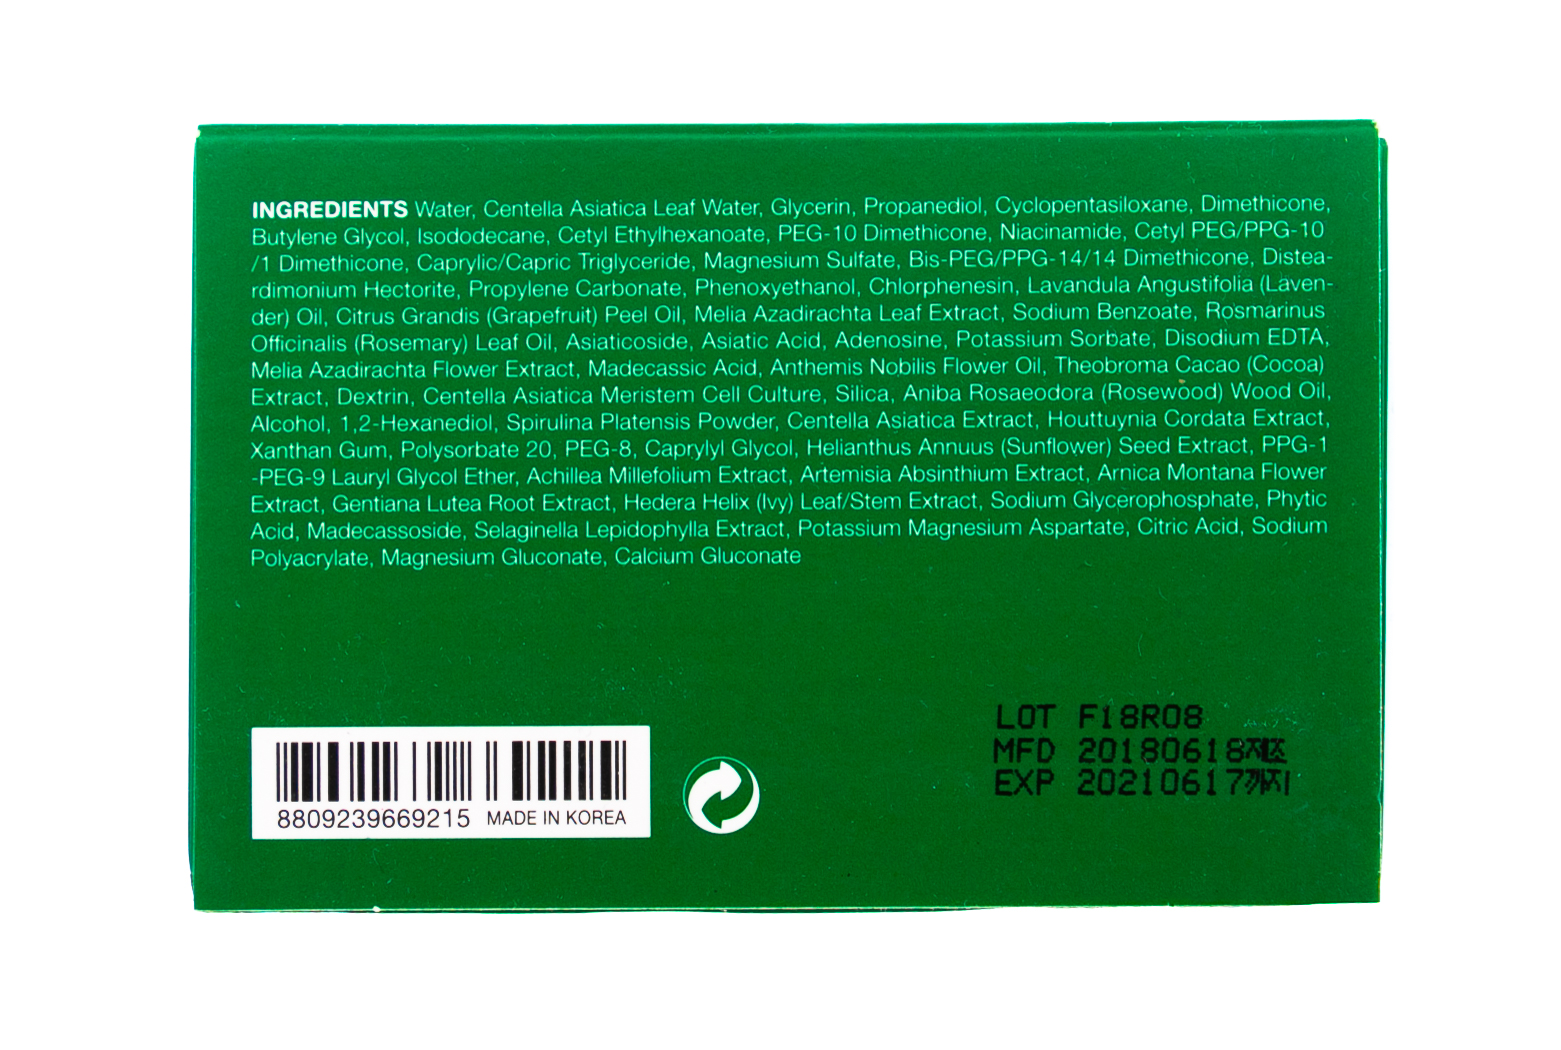 INGREDIENTS Water, Centella Asiatica Leaf Water, Glycerin, Propanediol, Cyclopentasiloxane, Dimethicone,
Butylene Glycol, Isododecane, Cetyl Ethylhexanoate, PEG-10 Dimethicone, Niacinamide, Cetyl PEG/PPG-10
/1 Dimethicone, Caprylic/Capric Triglyceride, Magnesium Sulfate, Bis-PEG/PPG-14/14 Dimethicone, Distea-
rdimonium Hectorite, Propylene Carbonate, Phenoxyethanol, Chlorphenesin, Lavandula Angustifolia (Laven-
der) Oil, Citrus Grandis (Grapefruit) Peel Oil, Melia Azadirachta Leaf Extract, Sodium Benzoate, Rosmarinus
Officinalis (Rosemary) Leaf Oil, Asiaticoside, Asiatic Acid, Adenosine, Potassium Sorbate, Disodium EDTA,
Melia Azadirachta Flower Extract, Madecassic Acid, Anthemis Nobilis Flower Oil, Theobroma Cacao (Cocoa)
Extract, Dextrin, Centella Asiatica Meristem Cell Culture, Silica, Aniba Rosaeodora (Rosewood) Wood Oil,
Alcohol, 1,2-Hexanediol, Spirulina Platensis Powder, Centella Asiatica Extract, Houttuynia Cordata Extract,
Xanthan Gum, Polysorbate 20, PEG-8, Caprylyl Glycol, Helianthus Annuus (Sunflower) Seed Extract, PPG-1
-PEG-9 Lauryl Glycol Ether, Achillea Millefolium Extract, Artemisia Absinthium Extract, Arnica Montana Flower
Extract, Gentiana Lutea Root Extract, Hedera Helix (Ivy) Leaf/Stem Extract, Sodium Glycerophosphate, Phytic
Acid, Madecassoside, Selaginella Lepidophylla Extract, Potassium Magnesium Aspartate, Citric Acid, Sodium
Polyacrylate, Magnesium Gluconate, Calcium Gluconate
LOT F18R08
MFD 20180618제조
EXP 20210617까지
8809239669215 MADE IN KOREA